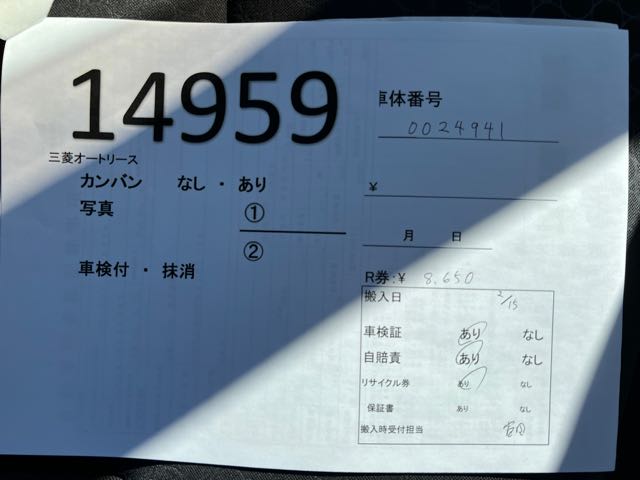 14959
車体番号
0024941
三菱オートリース
カンバン なし ・ あり
¥
写真 ①
②
月 日
車検付 ・ 抹消
R券:¥ 8,650
搬入日 2/15
車検証 あり なし
自賠責 あり なし
リサイクル券 あり なし
保証書 あり なし
搬入時受付担当